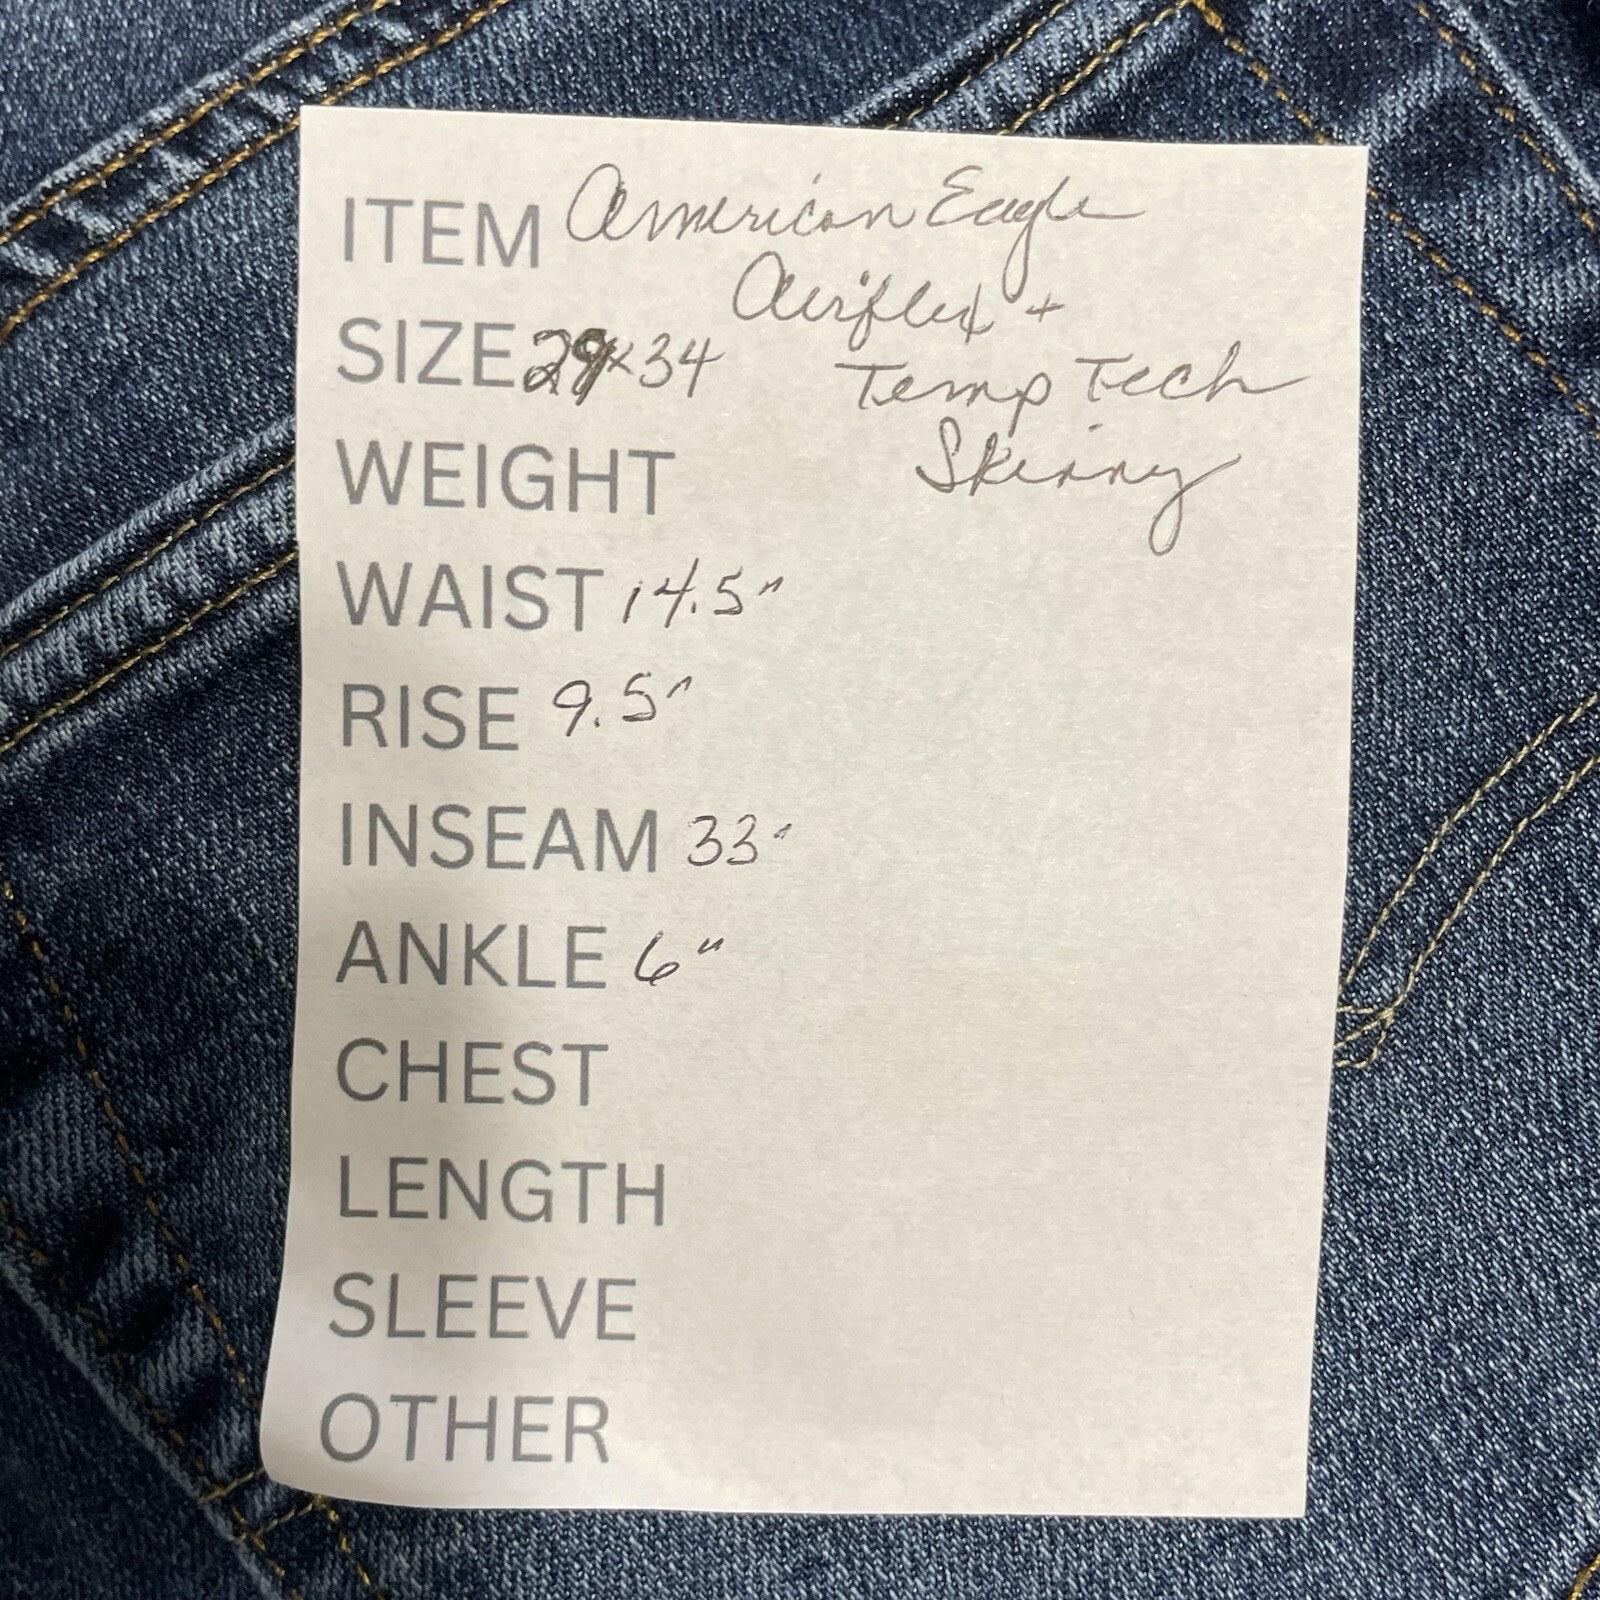 ITEM American Eagle
Airflex +
SIZE 29x34
Temp Tech
Skinny
WEIGHT
WAIST 14.5"
RISE 9.5"
INSEAM 33"
ANKLE 6"
CHEST
LENGTH
SLEEVE
OTHER